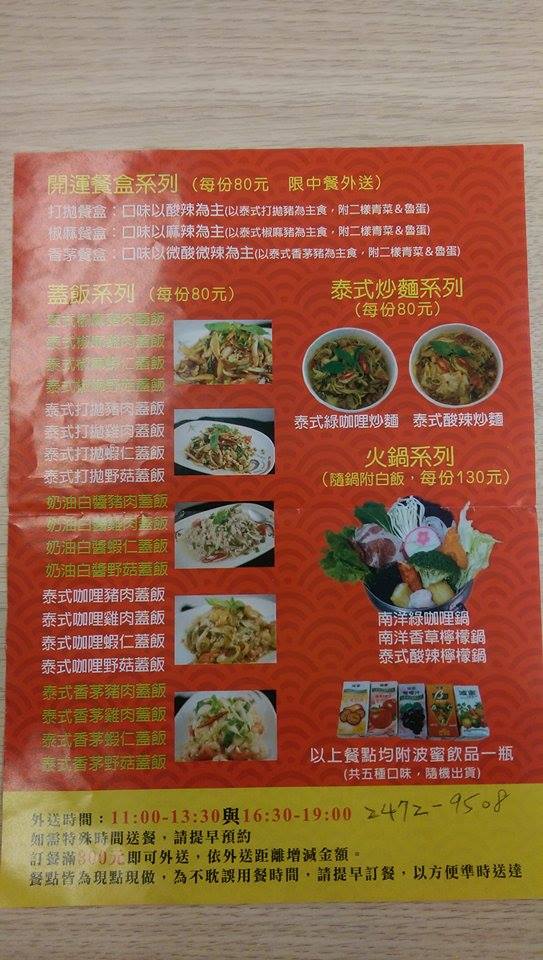 開運餐盒系列（每份80元 限中餐外送）
打拋餐盒：口味以酸辣為主(以泰式打拋豬為主食，附二樣青菜&魯蛋)
椒麻餐盒：口味以麻辣為主(以泰式椒麻豬為主食，附二樣青菜&魯蛋)
香茅餐盒：口味以微酸微辣為主(以泰式香茅豬為主食，附二樣青菜&魯蛋)
蓋飯系列（每份80元）
泰式椒麻豬肉蓋飯
泰式椒麻雞肉蓋飯
泰式椒麻蝦仁蓋飯
泰式椒麻野菇蓋飯
泰式打拋豬肉蓋飯
泰式打拋雞肉蓋飯
泰式打拋蝦仁蓋飯
泰式打拋野菇蓋飯
奶油白醬豬肉蓋飯
奶油白醬雞肉蓋飯
奶油白醬蝦仁蓋飯
奶油白醬野菇蓋飯
泰式咖哩豬肉蓋飯
泰式咖哩雞肉蓋飯
泰式咖哩蝦仁蓋飯
泰式咖哩野菇蓋飯
泰式香茅豬肉蓋飯
泰式香茅雞肉蓋飯
泰式香茅蝦仁蓋飯
泰式香茅野菇蓋飯
泰式炒麵系列
（每份80元）
泰式綠咖哩炒麵 泰式酸辣炒麵
火鍋系列
（隨鍋附白飯，每份130元）
南洋綠咖哩鍋
南洋香草檸檬鍋
泰式酸辣檸檬鍋
波蜜
以上餐點均附波蜜飲品一瓶
(共五種口味，隨機出貨)
外送時間：11:00-13:30與16:30-19:00 2472-9508
如需特殊時間送餐，請提早預約
訂餐滿300元即可外送，依外送距離增減金額。
餐點皆為現點現做，為不耽誤用餐時間，請提早訂餐，以方便準時送達